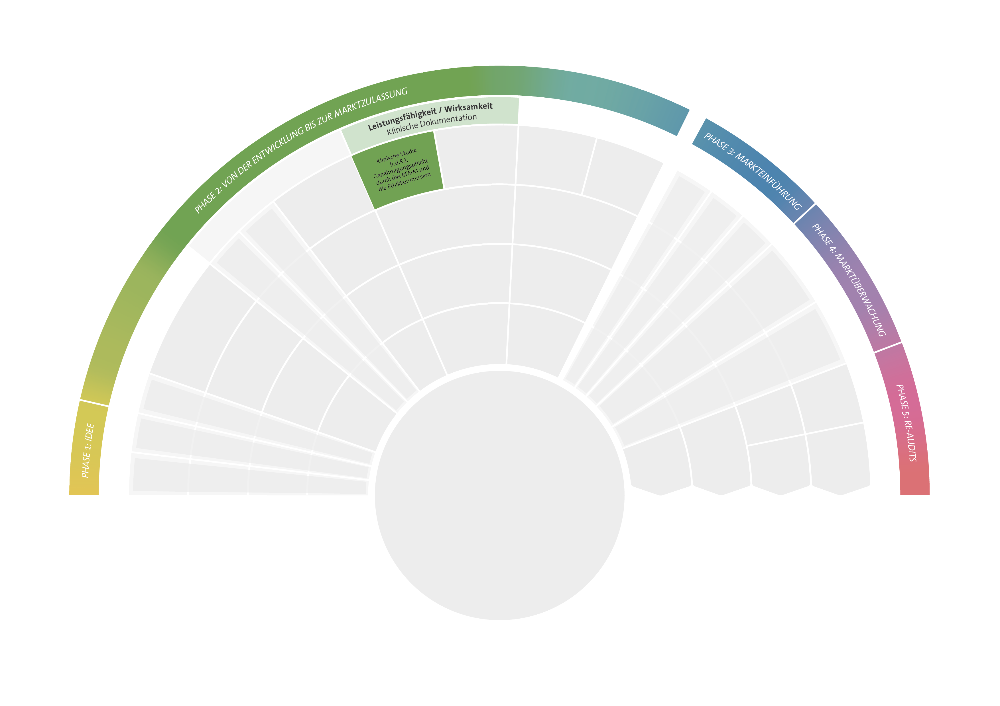 PHASE 1: IDEE
PHASE 2: VON DER ENTWICKLUNG BIS ZUR MARKTZULASSUNG
Leistungsfähigkeit / Wirksamkeit
Klinische Dokumentation
Klinische Studie
(i.d.R.),
Genehmigungspflicht
durch das BfArM und
die Ethikkommission
PHASE 3: MARKTEINFÜHRUNG
PHASE 4: MARKTÜBERWACHUNG
PHASE 5: RE-AUDITS